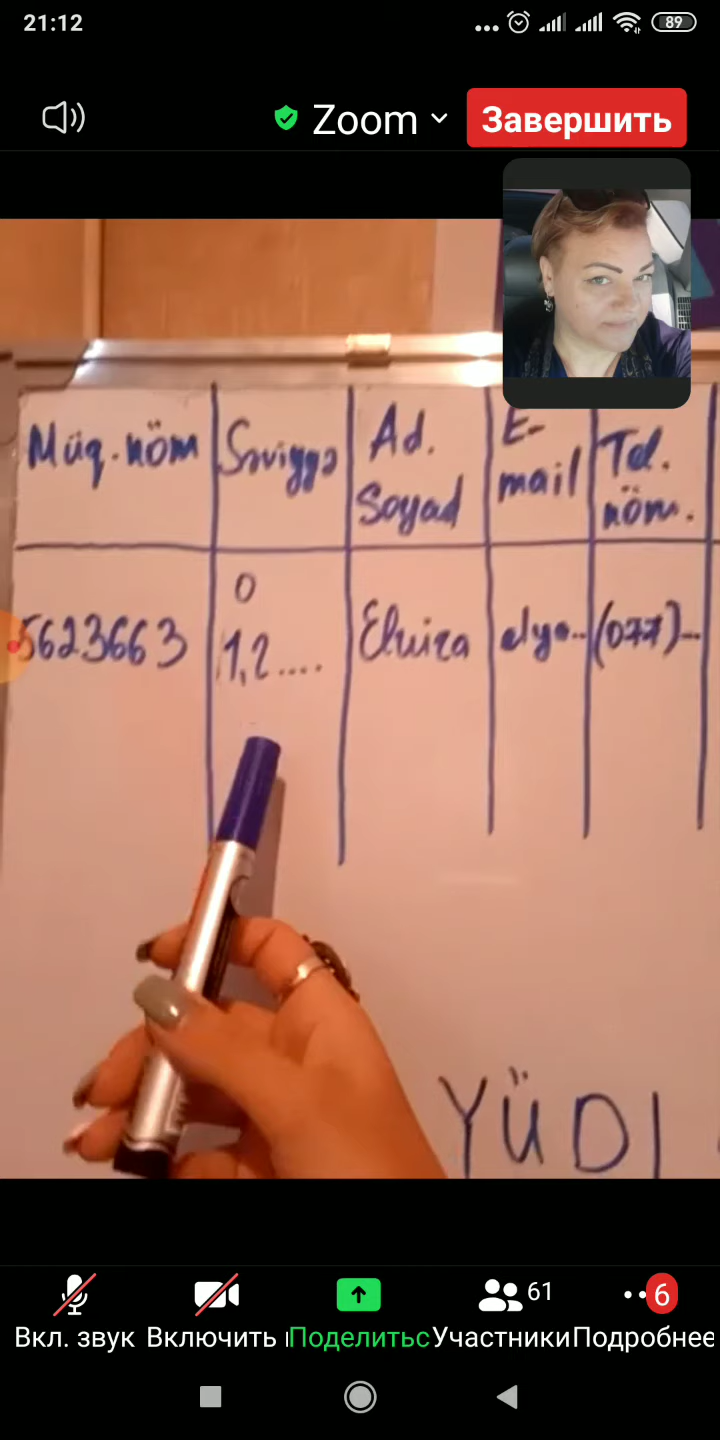 21:12
89
Zoom
Завершить
Müq.nöm
Səviyyə
Ad.
Soyad
E-
mail
Tel.
nöm.
0
5623663
1,2....
Elvira
elya..
(077)--
YÜDI
61
6
Вкл. звук
Включить
Поделитьс
Участники
Подробнее